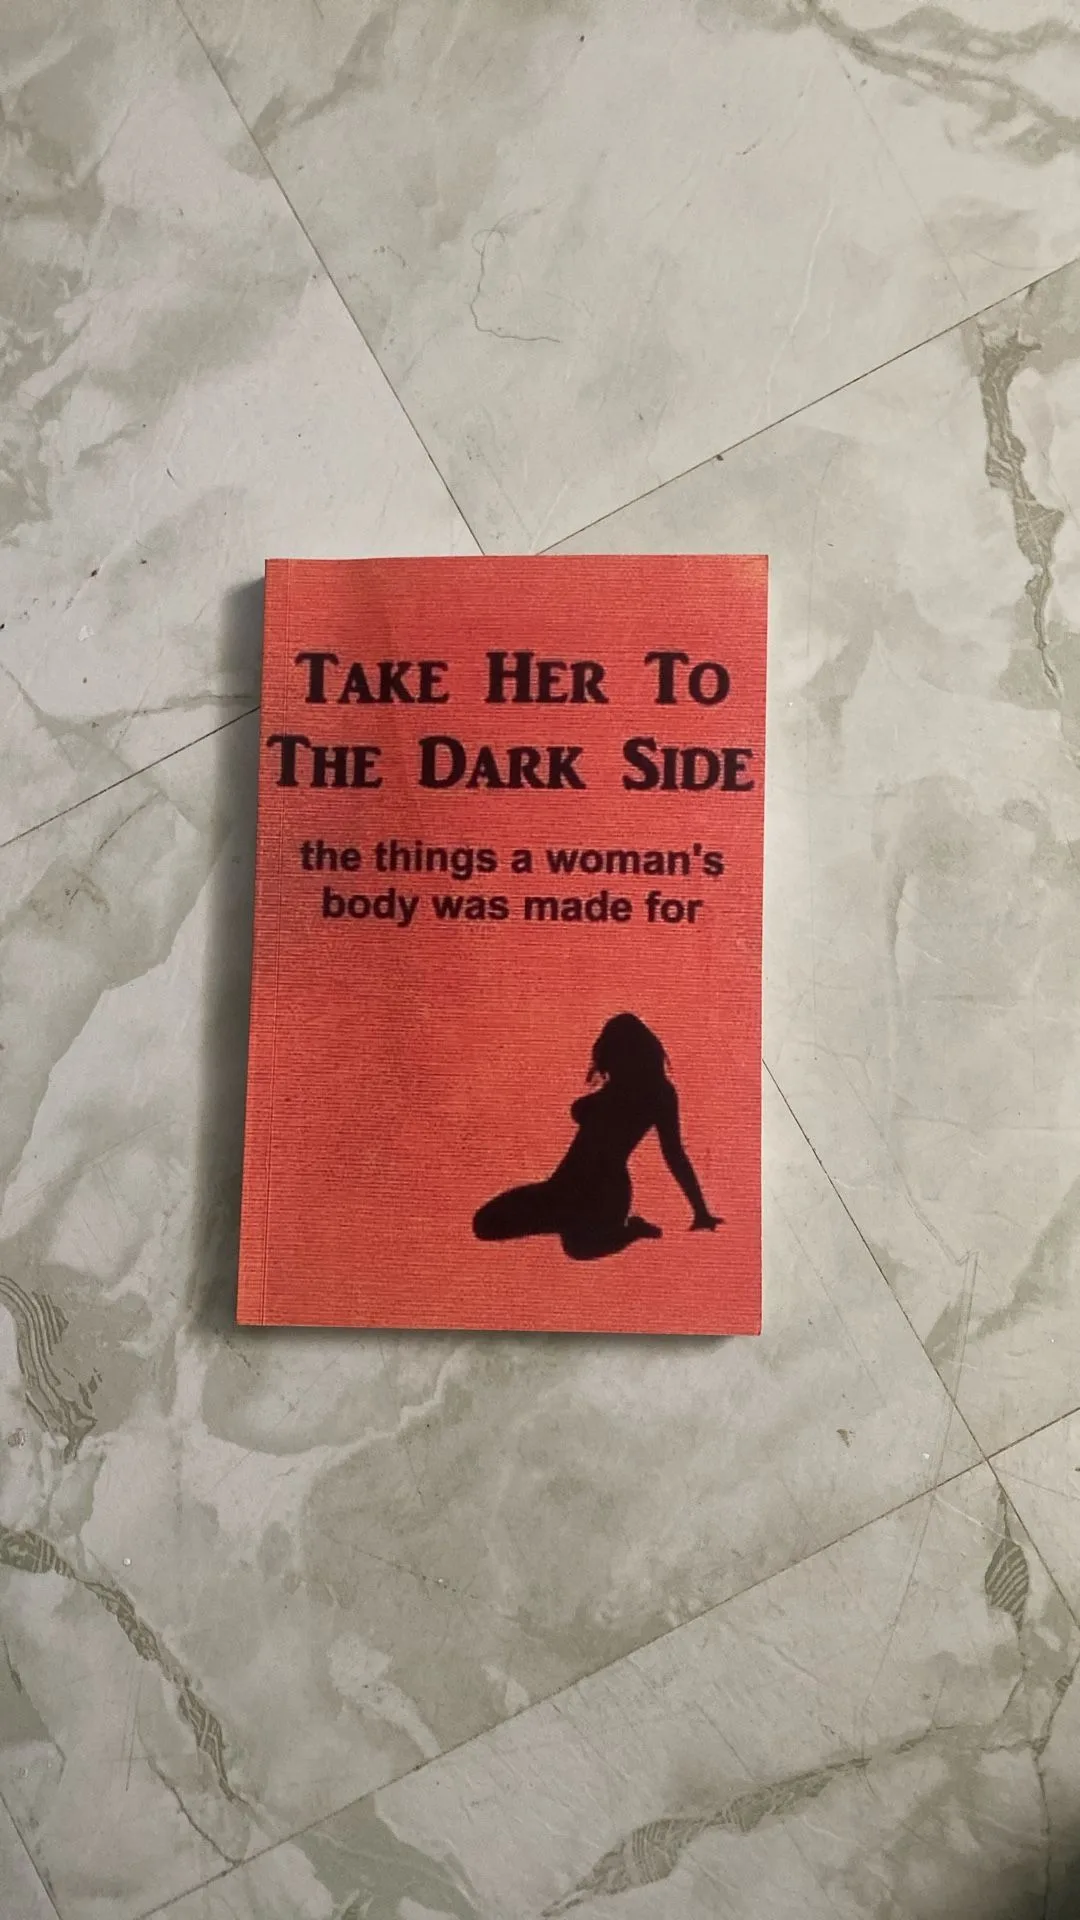 TAKE HER TO
THE DARK SIDE
the things a woman's
body was made for